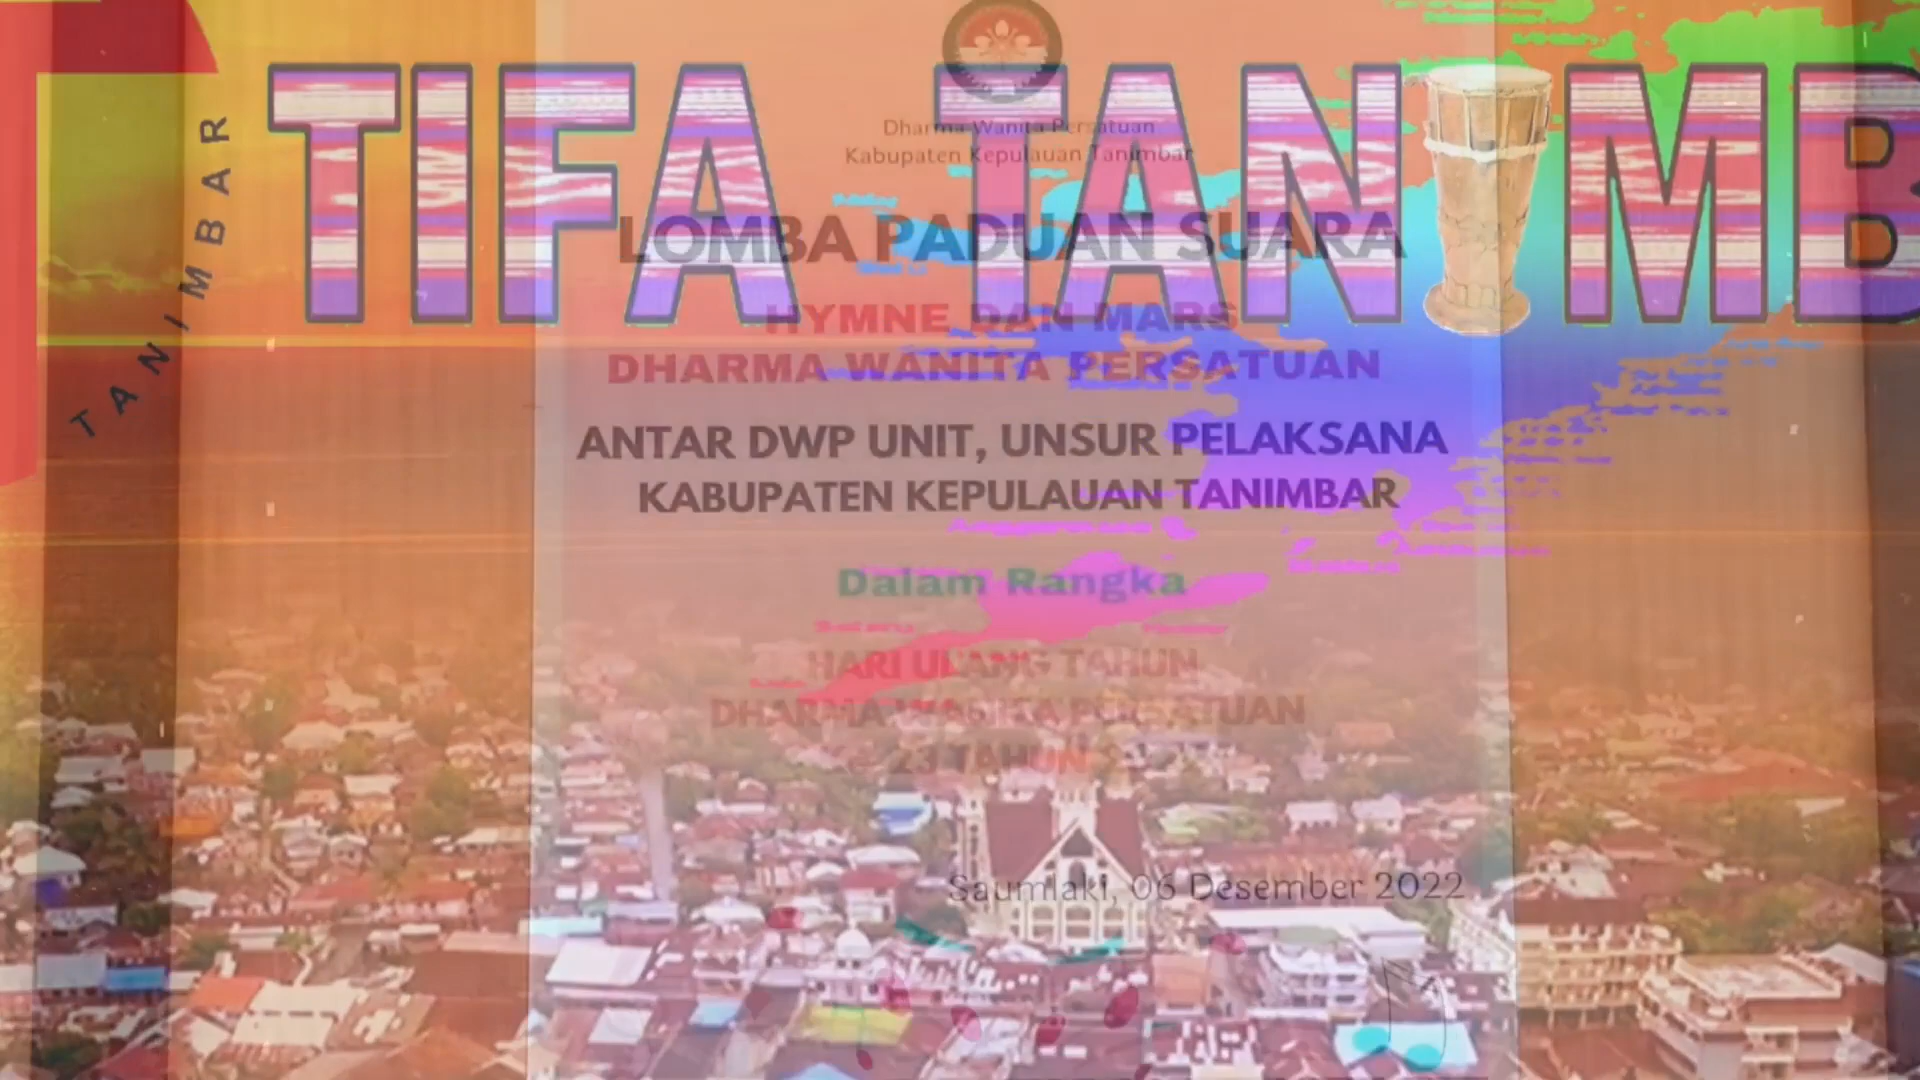 TIFA TANIMB
TANIMBAR
Dharma Wanita Persatuan
Kabupaten Kepulauan Tanimbar
LOMBA PADUAN SUARA
HYMNE DAN MARS
DHARMA WANITA PERSATUAN
ANTAR DWP UNIT, UNSUR PELAKSANA
KABUPATEN KEPULAUAN TANIMBAR
Dalam Rangka
HARI ULANG TAHUN
DHARMA WANITA PERSATUAN
23 TAHUN
Saumlaki, 06 Desember 2022